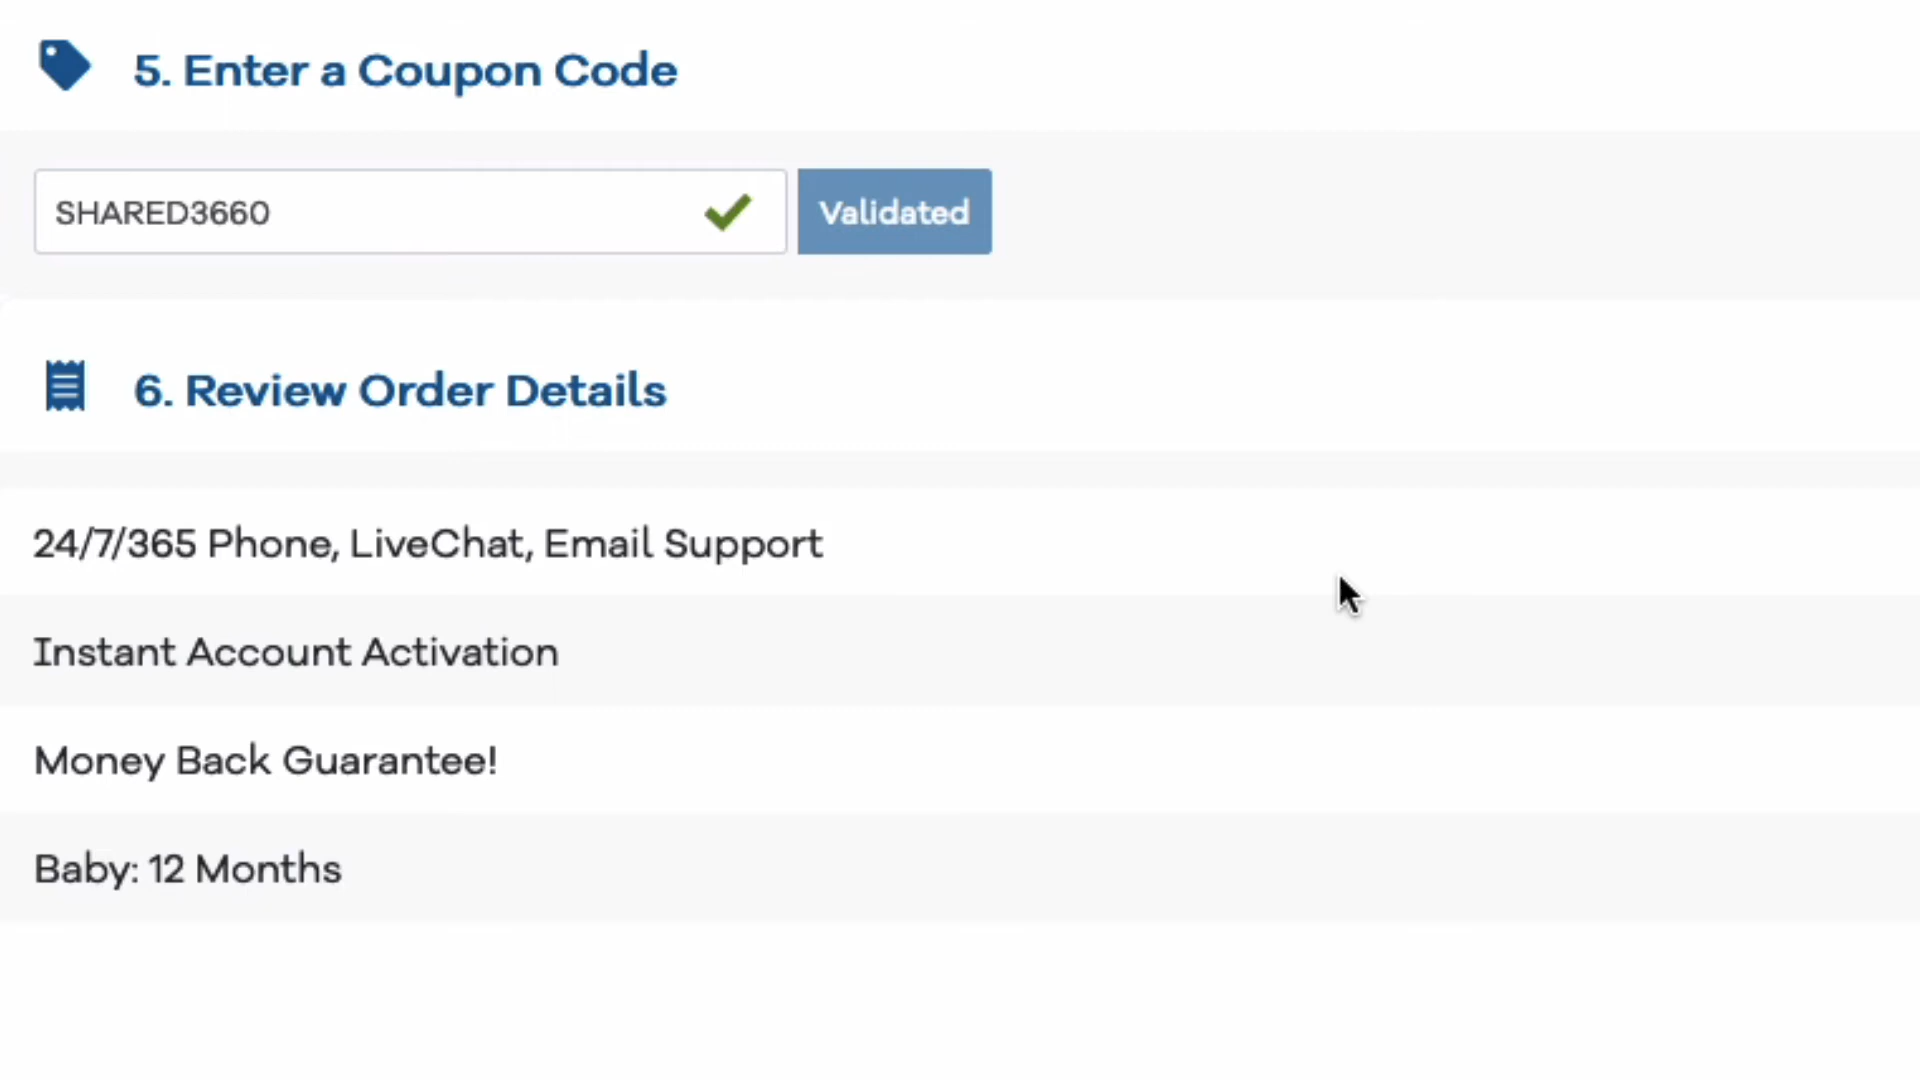 5. Enter a Coupon Code
SHARED3660
Validated
6. Review Order Details
24/7/365 Phone, LiveChat, Email Support
Instant Account Activation
Money Back Guarantee!
Baby: 12 Months